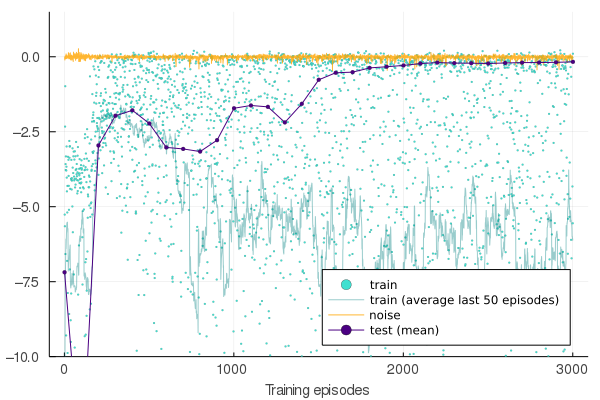 0.0
−2.5
−5.0
−7.5
−10.0
train
train (average last 50 episodes)
noise
test (mean)
0 1000 2000 3000
Training episodes